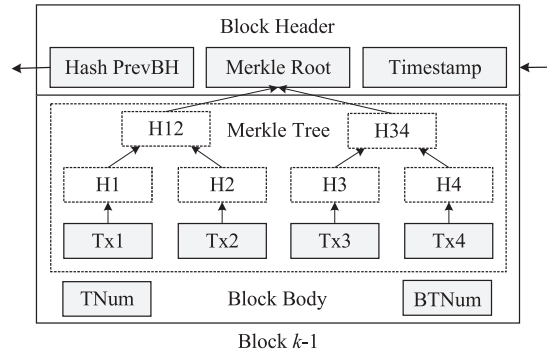 Block Header
Hash PrevBH Merkle Root Timestamp
H12 Merkle Tree H34
H1 H2 H3 H4
Tx1 Tx2 Tx3 Tx4
TNum Block Body BTNum
Block k-1